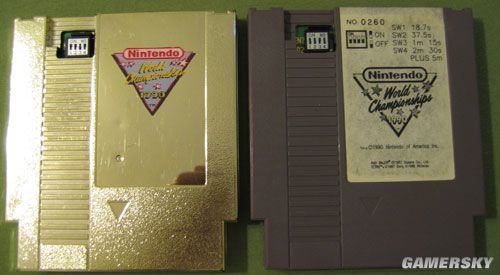 Nintendo
World
Championships
1990
NO. 0260
SW1 18.7s
SW2 37.5s
SW3 1m 15s
SW4 2m 30s
PLUS 5m
ON
OFF
Nintendo
World
Championships
1990
©1990 Nintendo of America Inc.
GAMERSKY